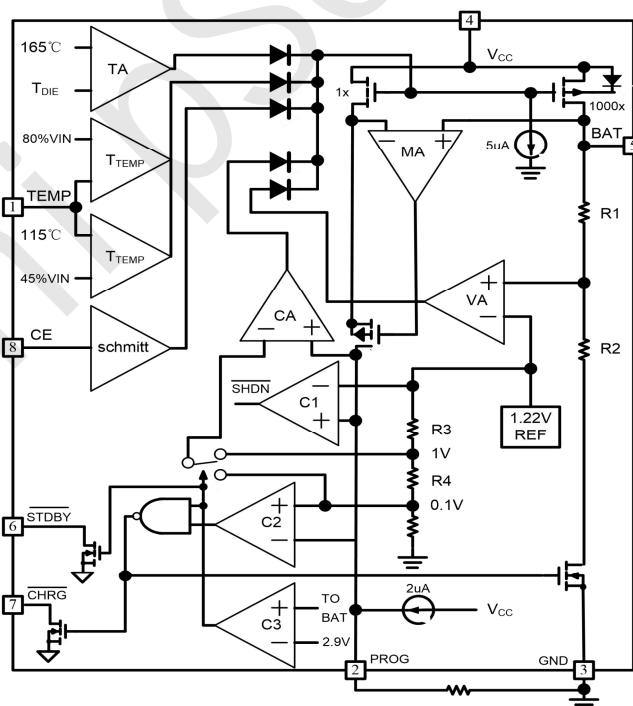 4
165℃
TA
TDIE
VCC
1x
1000x
80%VIN
TTEMP
MA
5uA
BAT
TEMP
1
R1
115℃
TTEMP
45%VIN
VA
CA
CE
8
schmitt
R2
SHDN
C1
R3
1.22V
REF
1V
R4
0.1V
STDBY
6
C2
CHRG
7
C3
TO
BAT
2.9V
2uA
VCC
PROG
2
GND
3